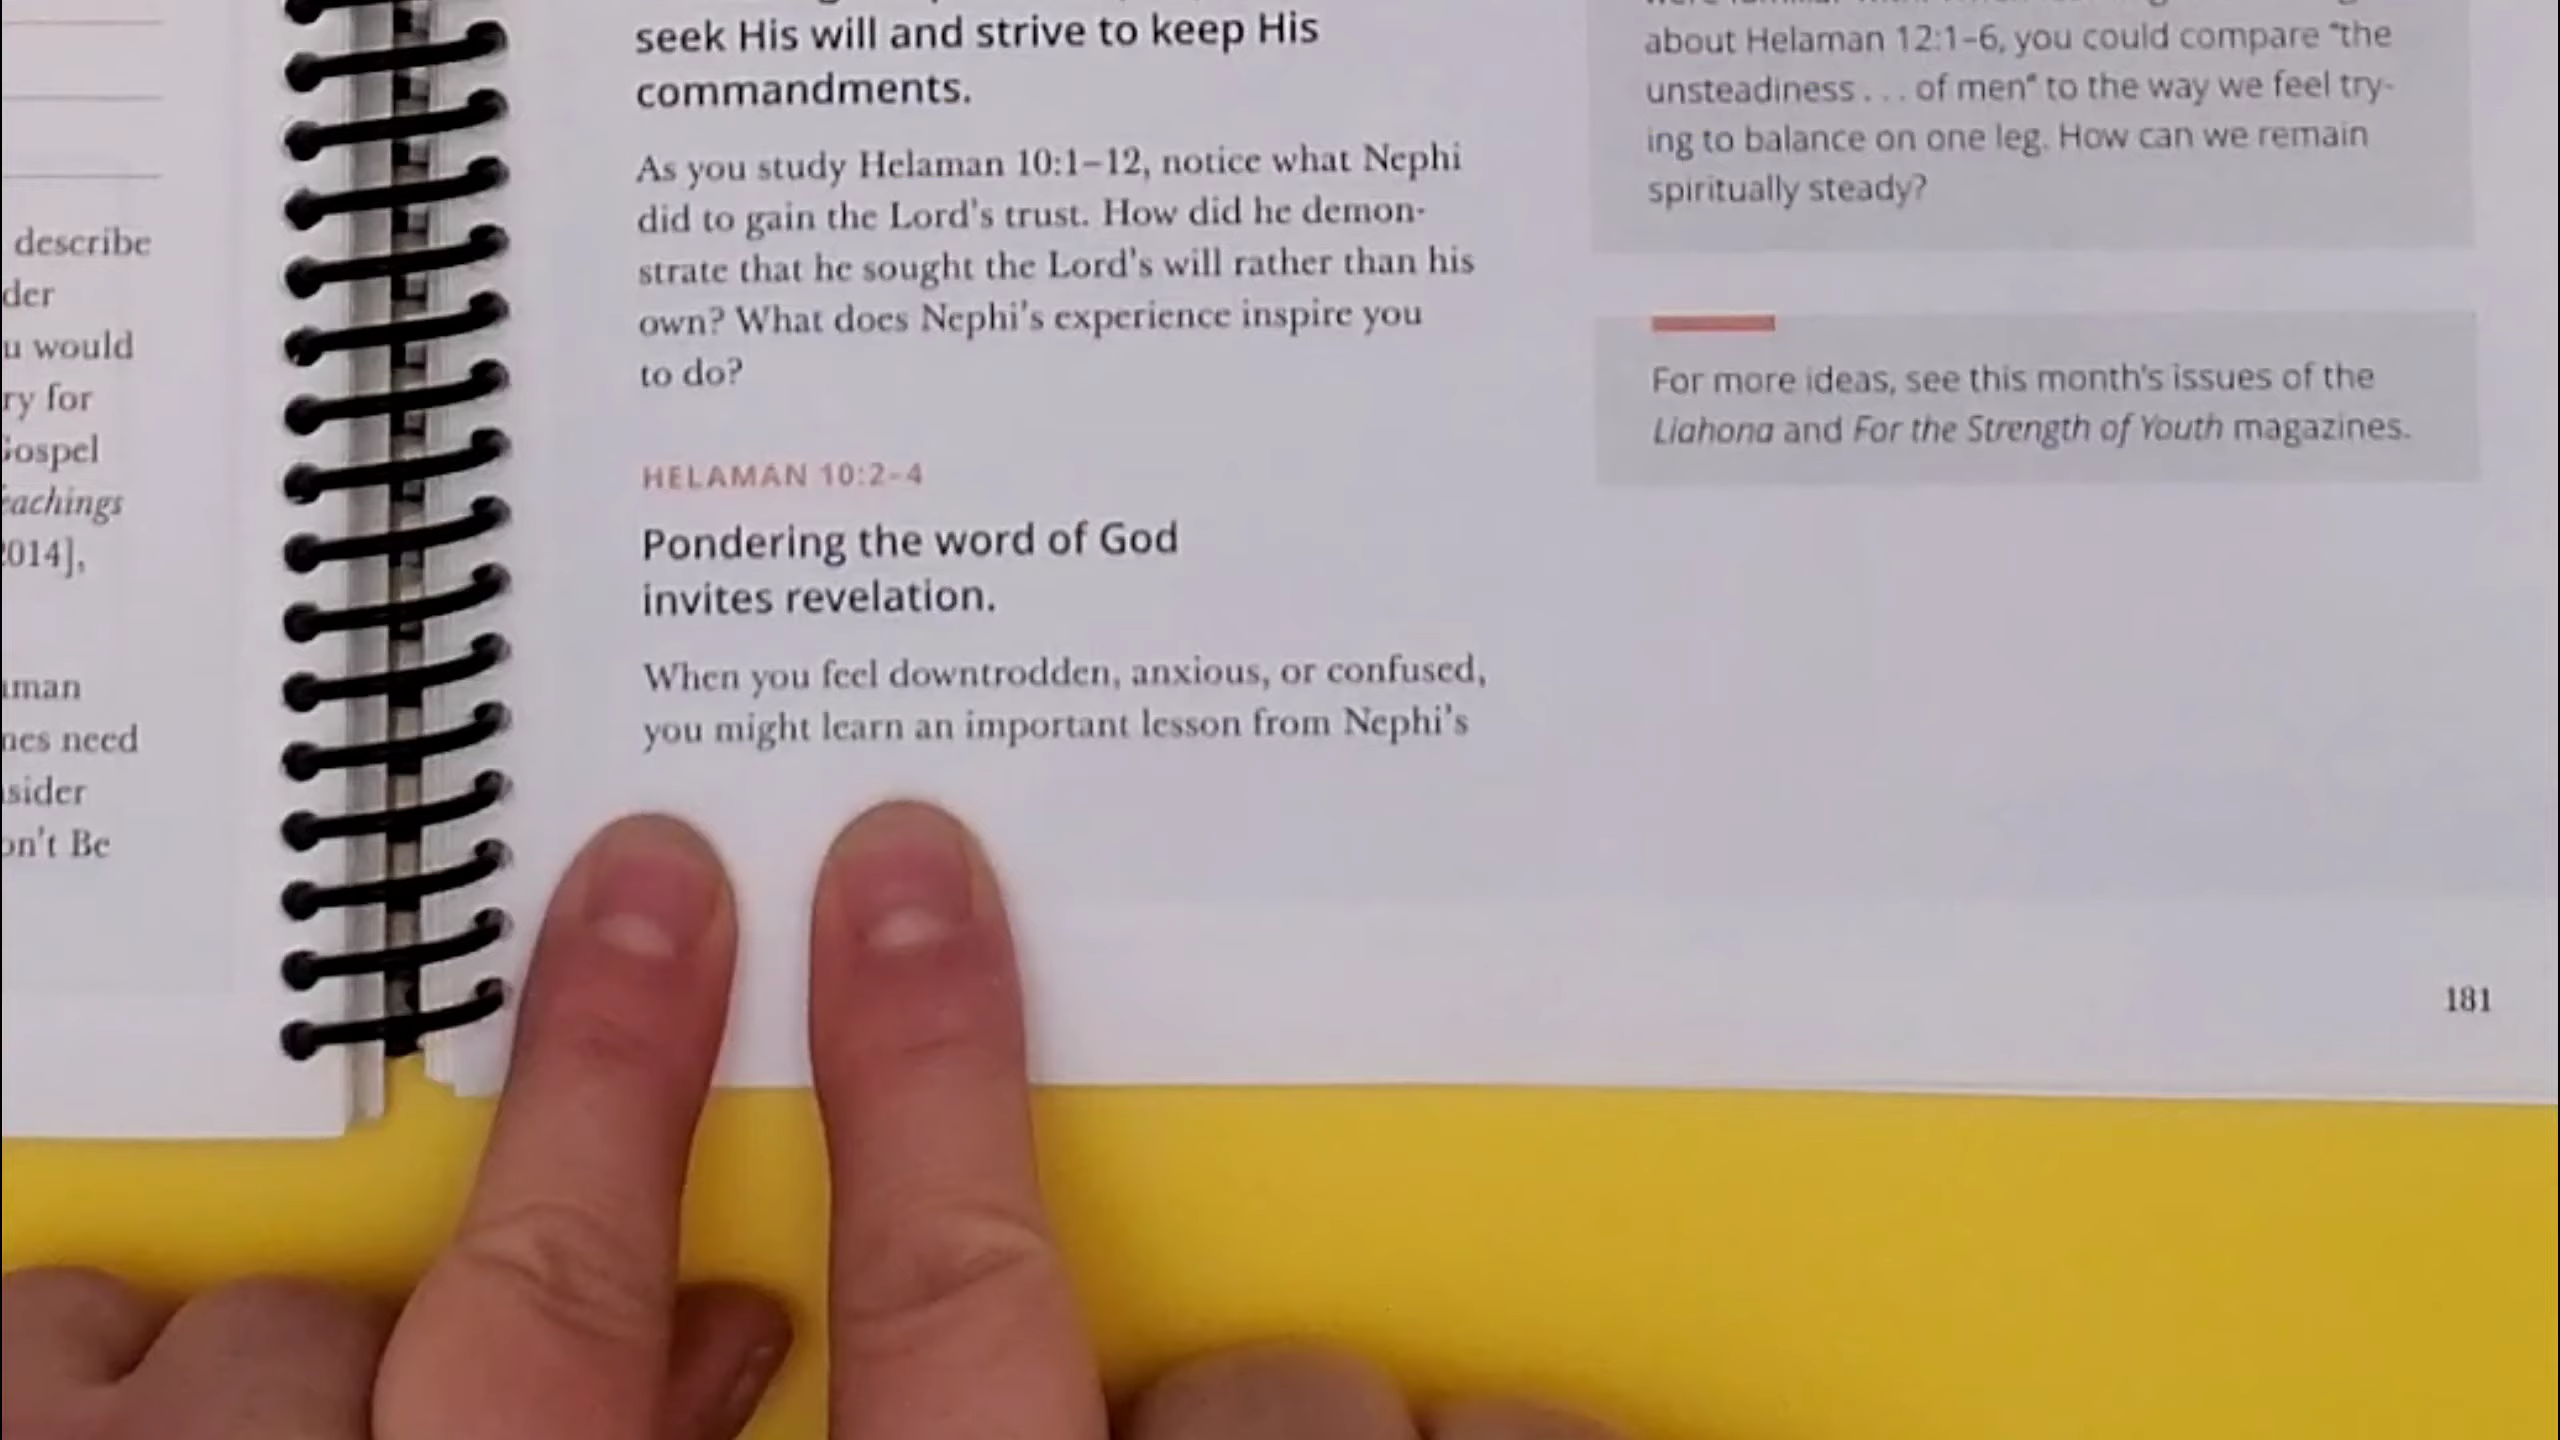 describe
der
u would
ry for
Gospel
eachings
2014],
man
nes need
sider
on't Be
seek His will and strive to keep His
commandments.
As you study Helaman 10:1–12, notice what Nephi
did to gain the Lord's trust. How did he demon-
strate that he sought the Lord's will rather than his
own? What does Nephi's experience inspire you
to do?
HELAMAN 10:2–4
Pondering the word of God
invites revelation.
When you feel downtrodden, anxious, or confused,
you might learn an important lesson from Nephi's
about Helaman 12:1–6, you could compare “the
unsteadiness . . . of men” to the way we feel try-
ing to balance on one leg. How can we remain
spiritually steady?
For more ideas, see this month's issues of the
Liahona and For the Strength of Youth magazines.
181